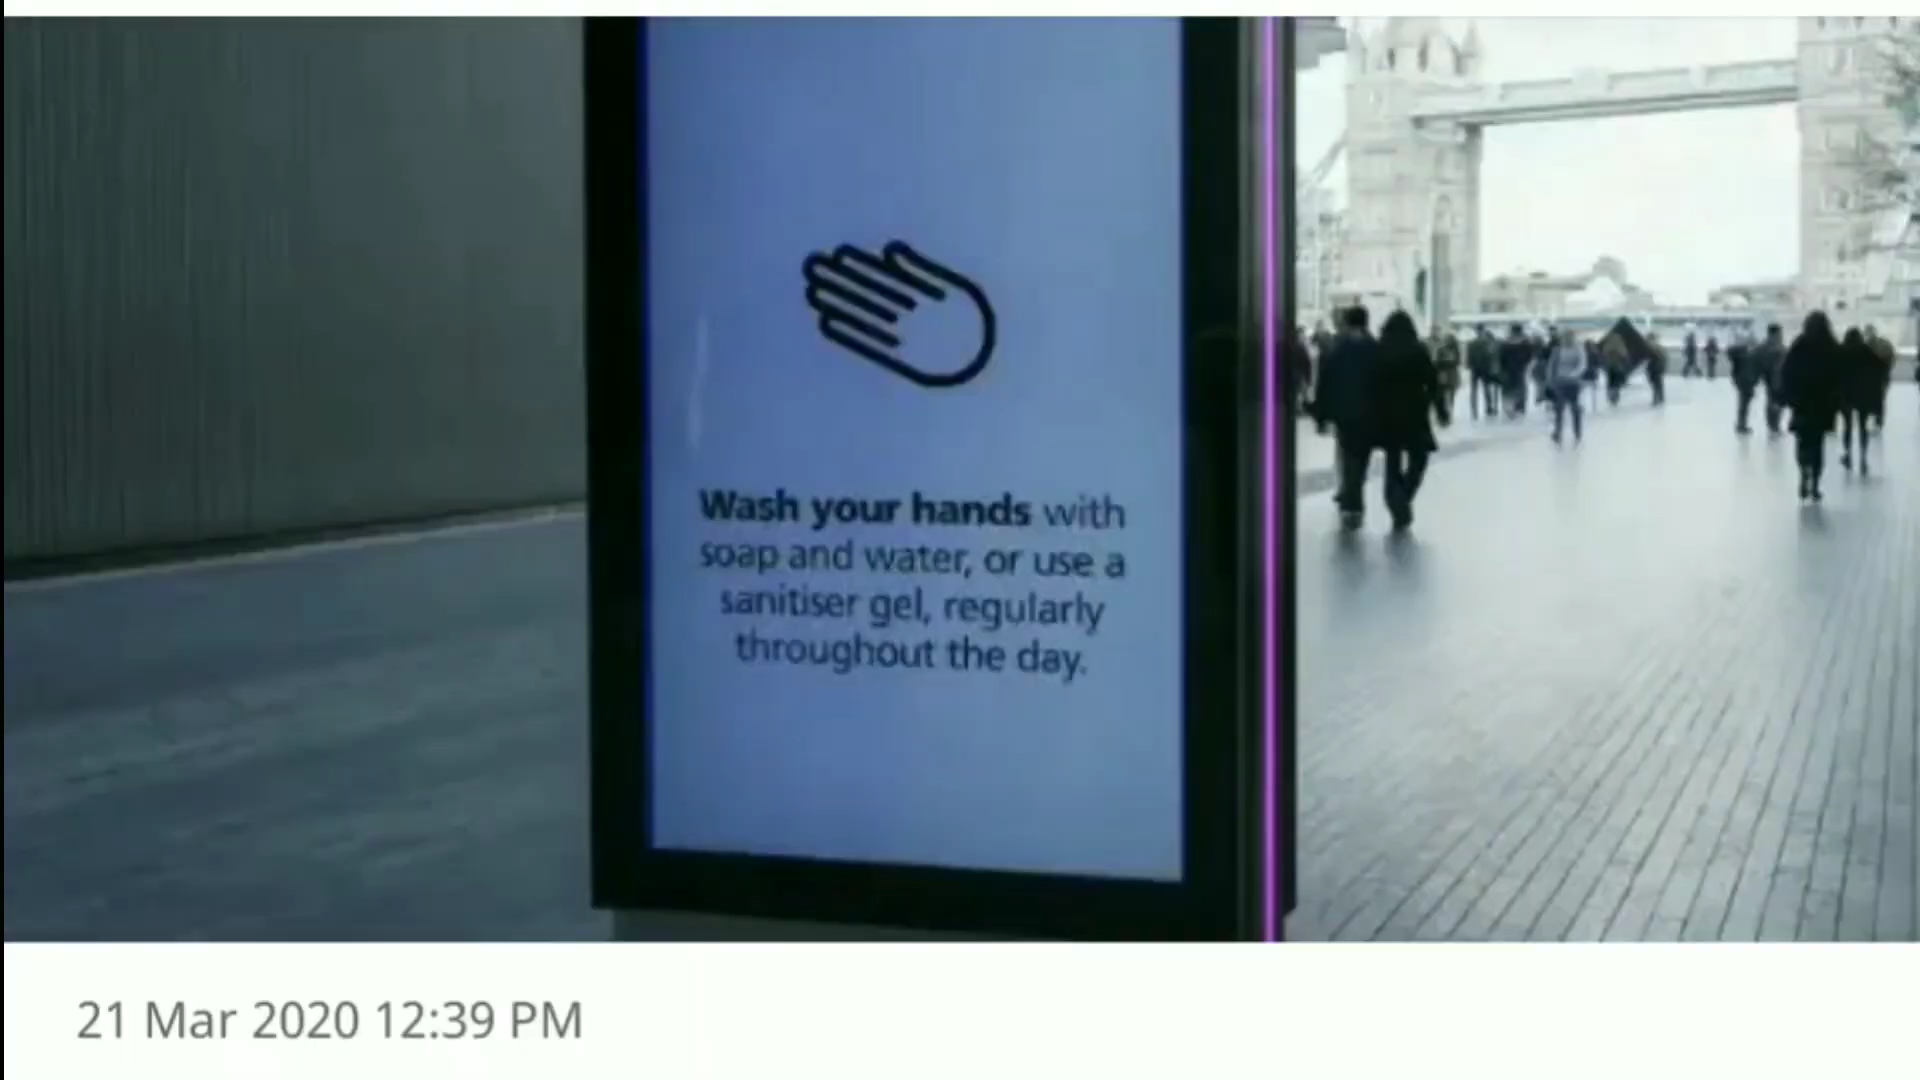 Wash your hands with
soap and water, or use a
sanitiser gel, regularly
throughout the day.
21 Mar 2020 12:39 PM